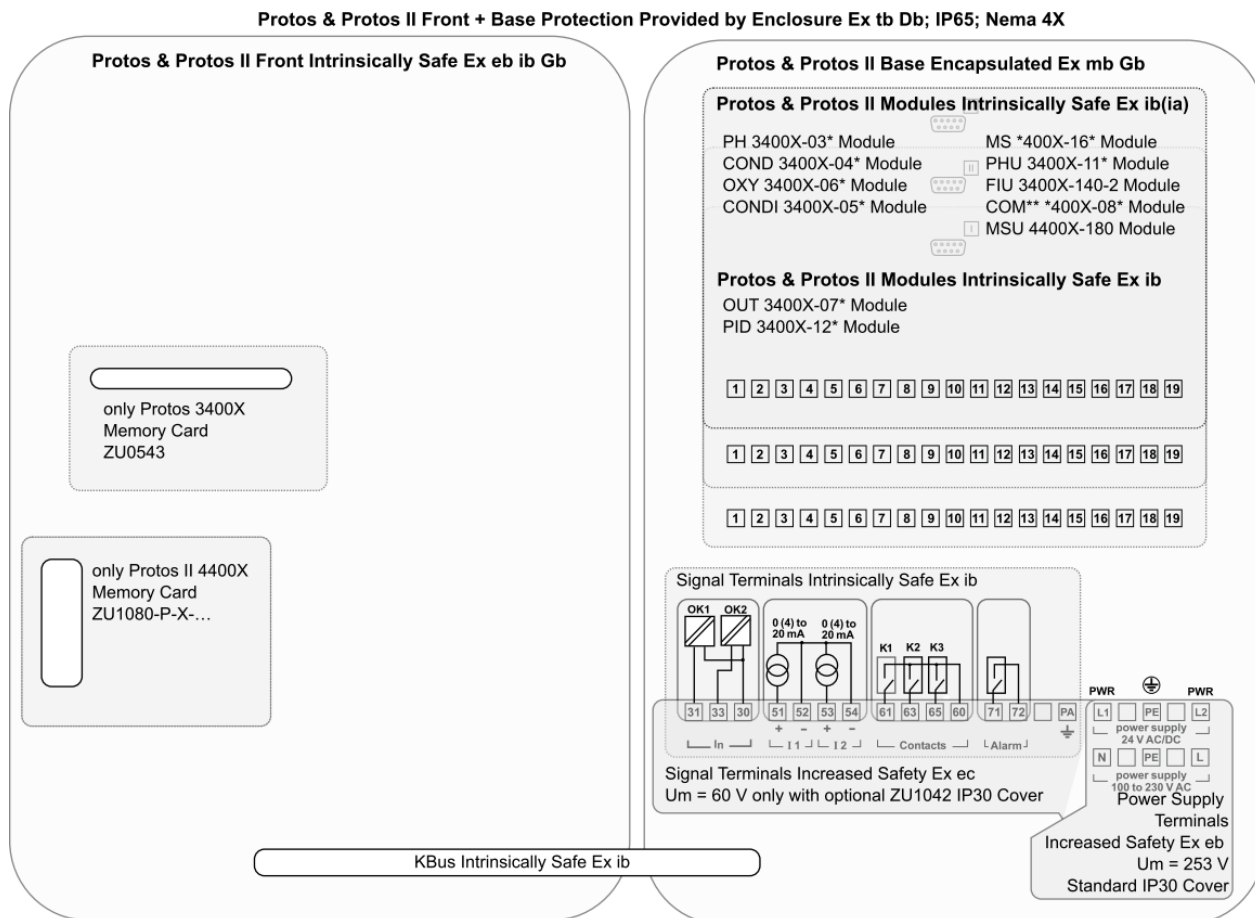 Protos & Protos II Front + Base Protection Provided by Enclosure Ex tb Db; IP65; Nema 4X
Protos & Protos II Front Intrinsically Safe Ex eb ib Gb
only Protos 3400X
Memory Card
ZU0543
only Protos II 4400X
Memory Card
ZU1080-P-X-…
Protos & Protos II Base Encapsulated Ex mb Gb
Protos & Protos II Modules Intrinsically Safe Ex ib(ia)
PH 3400X-03* Module MS *400X-16* Module
COND 3400X-04* Module II PHU 3400X-11* Module
OXY 3400X-06* Module FIU 3400X-140-2 Module
CONDI 3400X-05* Module COM** *400X-08* Module
I MSU 4400X-180 Module
Protos & Protos II Modules Intrinsically Safe Ex ib
OUT 3400X-07* Module
PID 3400X-12* Module
1 2 3 4 5 6 7 8 9 10 11 12 13 14 15 16 17 18 19
1 2 3 4 5 6 7 8 9 10 11 12 13 14 15 16 17 18 19
1 2 3 4 5 6 7 8 9 10 11 12 13 14 15 16 17 18 19
Signal Terminals Intrinsically Safe Ex ib
OK1 OK2
0 (4) to 0 (4) to
20 mA 20 mA
K1 K2 K3
31 33 30 51 52 53 54 61 63 65 60 71 72 PA
+ – + –
In I 1 I 2 Contacts Alarm
PWR PWR
L1 PE L2
power supply
24 V AC/DC
N PE L
power supply
100 to 230 V AC
Signal Terminals Increased Safety Ex ec
Um = 60 V only with optional ZU1042 IP30 Cover
Power Supply
Terminals
Increased Safety Ex eb
Um = 253 V
Standard IP30 Cover
KBus Intrinsically Safe Ex ib